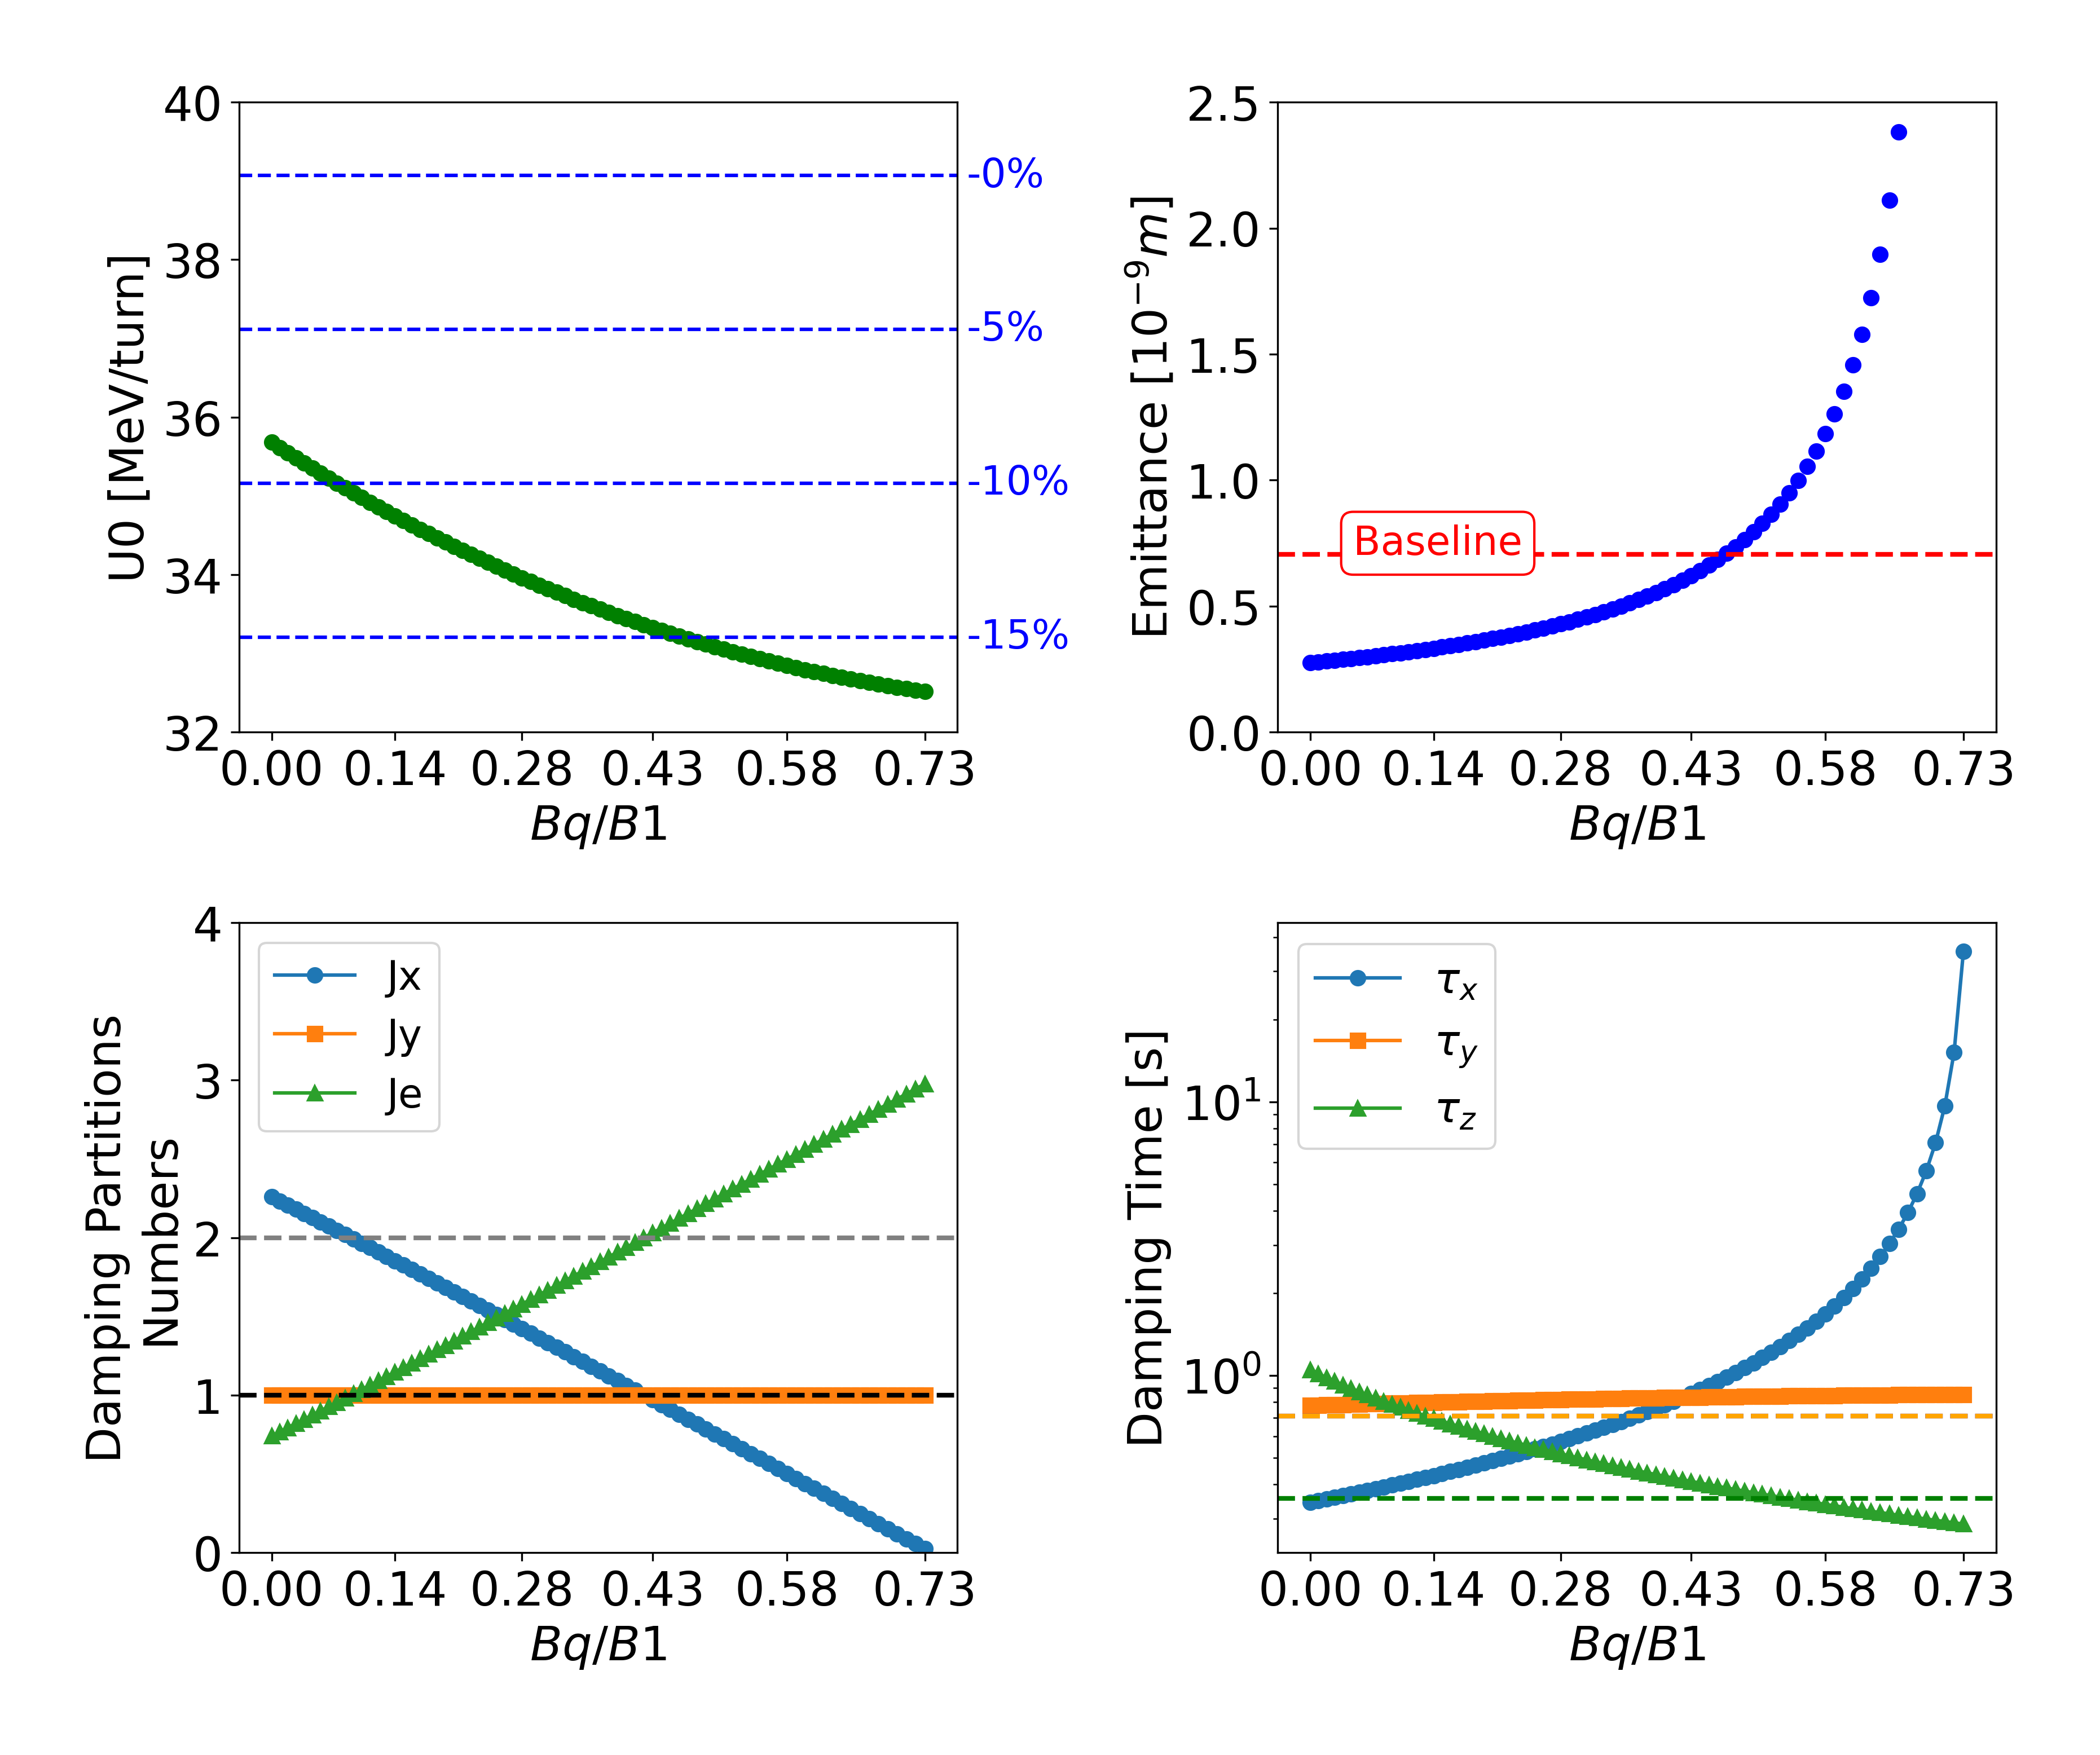 U0 [MeV/turn]
40
38
36
34
32
-0%
-5%
-10%
-15%
0.00 0.14 0.28 0.43 0.58 0.73
Bq/B1
Emittance [10⁻⁹m]
2.5
2.0
1.5
1.0
0.5
0.0
Baseline
0.00 0.14 0.28 0.43 0.58 0.73
Bq/B1
Damping Partitions
Numbers
4
3
2
1
0
Jx
Jy
Je
0.00 0.14 0.28 0.43 0.58 0.73
Bq/B1
Damping Time [s]
10¹
10⁰
τx
τy
τz
0.00 0.14 0.28 0.43 0.58 0.73
Bq/B1